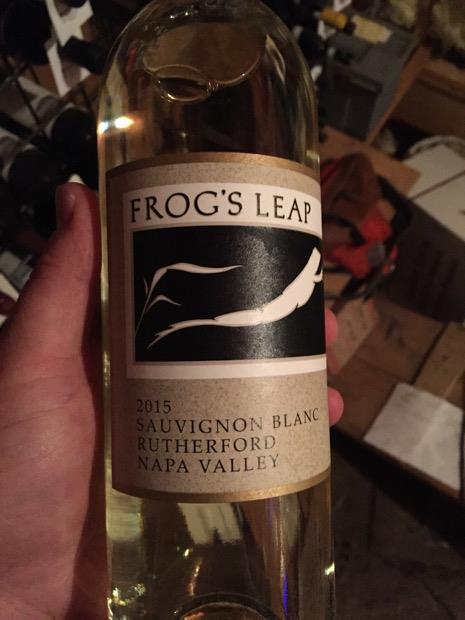 FROG'S LEAP
2015
SAUVIGNON BLANC
RUTHERFORD
NAPA VALLEY